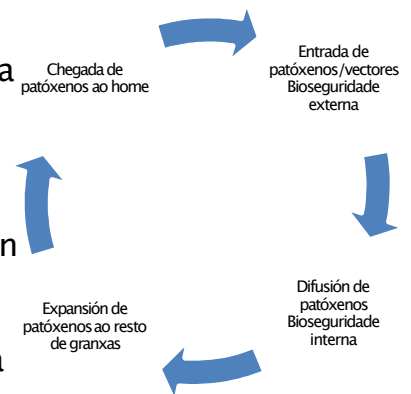 a
Chegada de
patóxenos ao home
Entrada de
patóxenos/vectores
Bioseguridade
externa
n
Difusión de
patóxenos
Bioseguridade
interna
Expansión de
patóxenos ao resto
de granxas
a